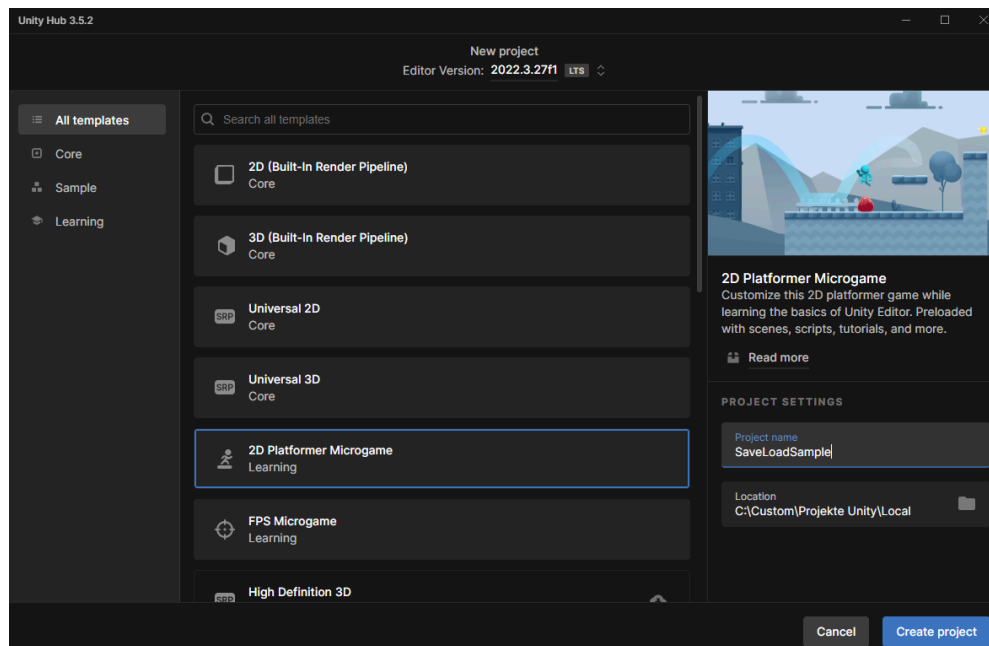 Unity Hub 3.5.2
New project
Editor Version: 2022.3.27f1 LTS
All templates
Core
Sample
Learning
Search all templates
2D (Built-In Render Pipeline)
Core
3D (Built-In Render Pipeline)
Core
SRP
Universal 2D
Core
SRP
Universal 3D
Core
2D Platformer Microgame
Learning
FPS Microgame
Learning
SRP
High Definition 3D
2D Platformer Microgame
Customize this 2D platformer game while
learning the basics of Unity Editor. Preloaded
with scenes, scripts, tutorials, and more.
Read more
PROJECT SETTINGS
Project name
SaveLoadSample
Location
C:\Custom\Projekte Unity\Local
Cancel
Create project